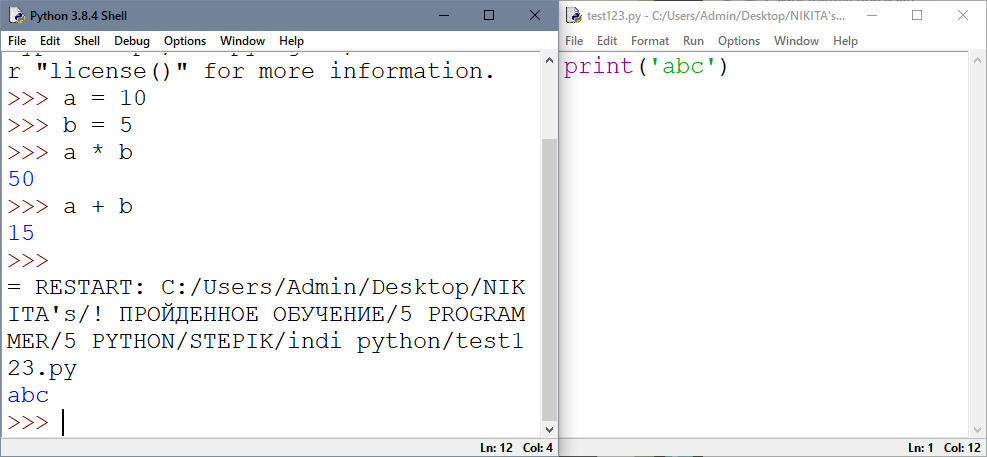 Python 3.8.4 Shell
File Edit Shell Debug Options Window Help
r "license()" for more information.
>>> a = 10
>>> b = 5
>>> a * b
50
>>> a + b
15
>>>
= RESTART: C:/Users/Admin/Desktop/NIK
ITA's/! ПРОЙДЕННОЕ ОБУЧЕНИЕ/5 PROGRAM
MER/5 PYTHON/STEPIK/indi python/test1
23.py
abc
>>>
Ln: 12 Col: 4
test123.py - C:/Users/Admin/Desktop/NIKITA's...
File Edit Format Run Options Window Help
print('abc')
Ln: 1 Col: 12